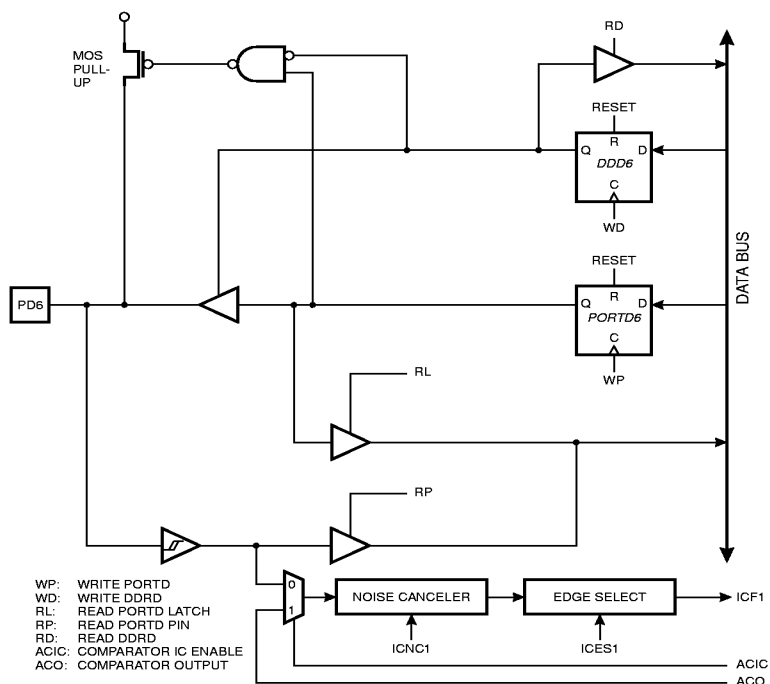 RD
MOS
PULL-
UP
RESET
R
Q
D
DDD6
C
WD
DATA BUS
RESET
R
PD6
Q
D
PORTD6
C
WP
RL
RP
WP: WRITE PORTD
WD: WRITE DDRD
RL: READ PORTD LATCH
RP: READ PORTD PIN
RD: READ DDRD
ACIC: COMPARATOR IC ENABLE
ACO: COMPARATOR OUTPUT
0
1
NOISE CANCELER
EDGE SELECT
ICF1
ICNC1
ICES1
ACIC
ACO